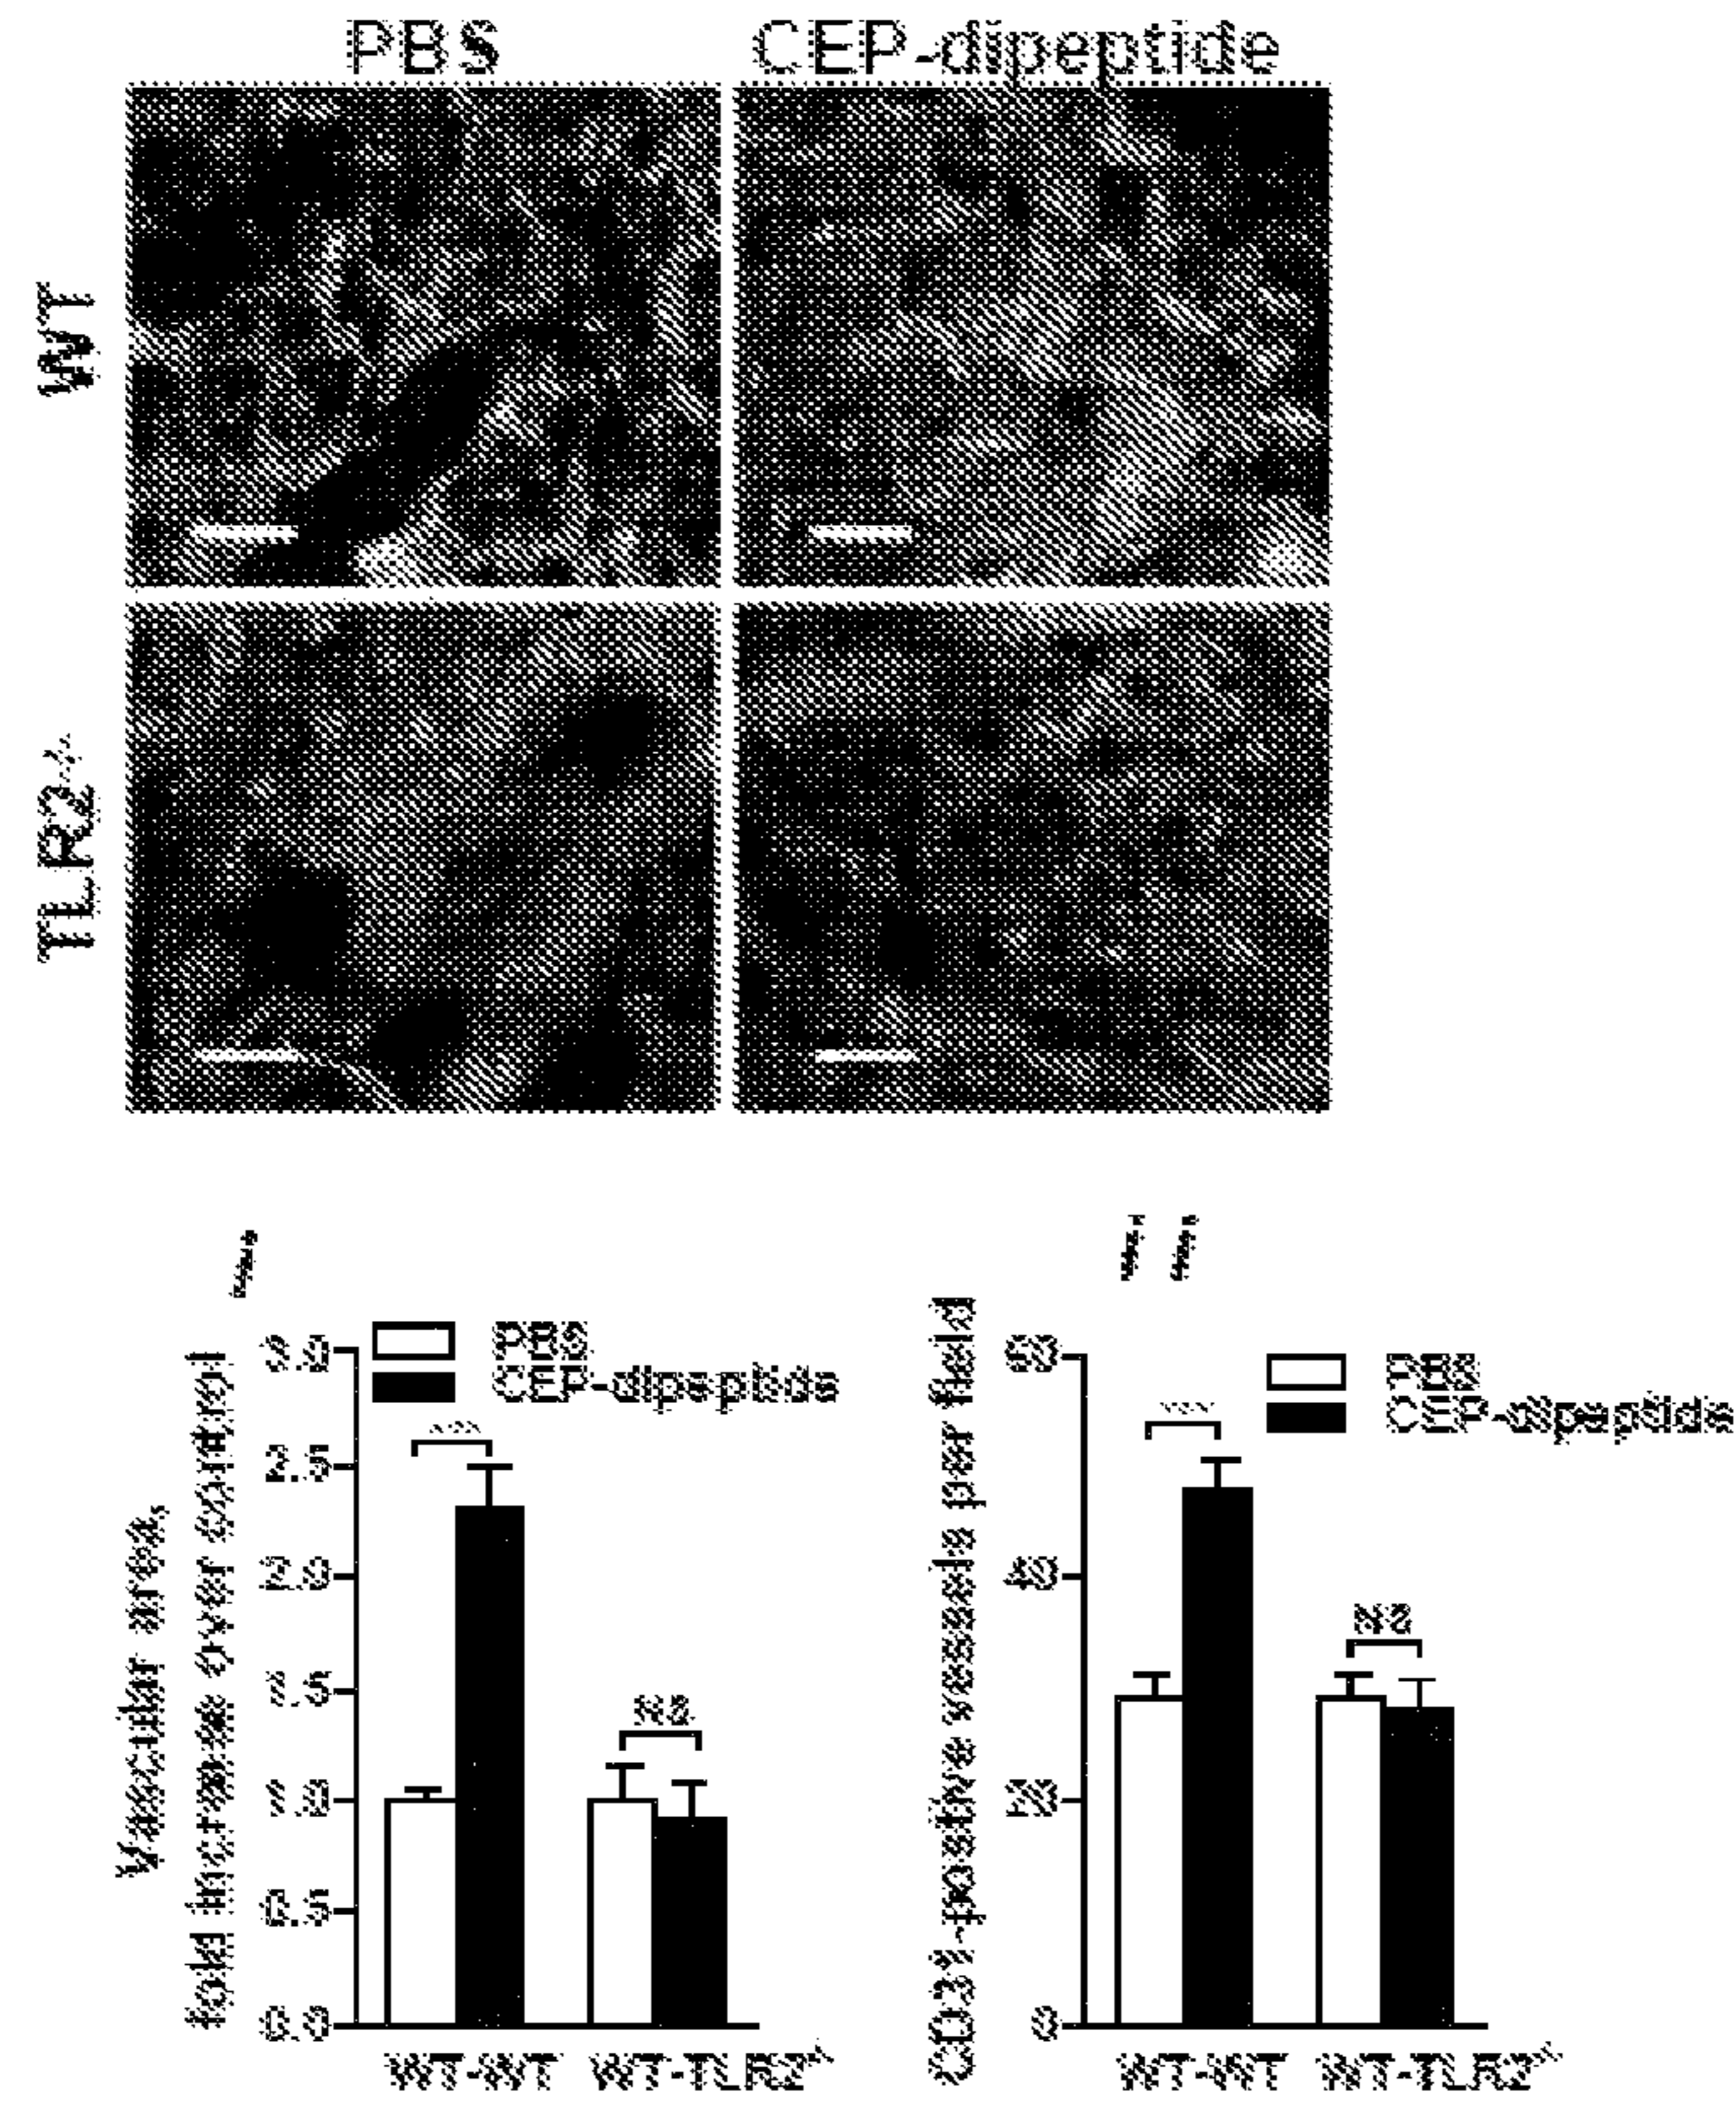 PBS CEP-dipeptide
WT
TLR2-/-
Vascular area,
fold increase over control
3.0
2.5
2.0
1.5
1.0
0.5
0.0
PBS
CEP-dipeptide
NS
WT-WT WT-TLR2-/-
CD31-positive vessels per field
60
40
20
0
PBS
CEP-dipeptide
NS
WT-WT WT-TLR2-/-